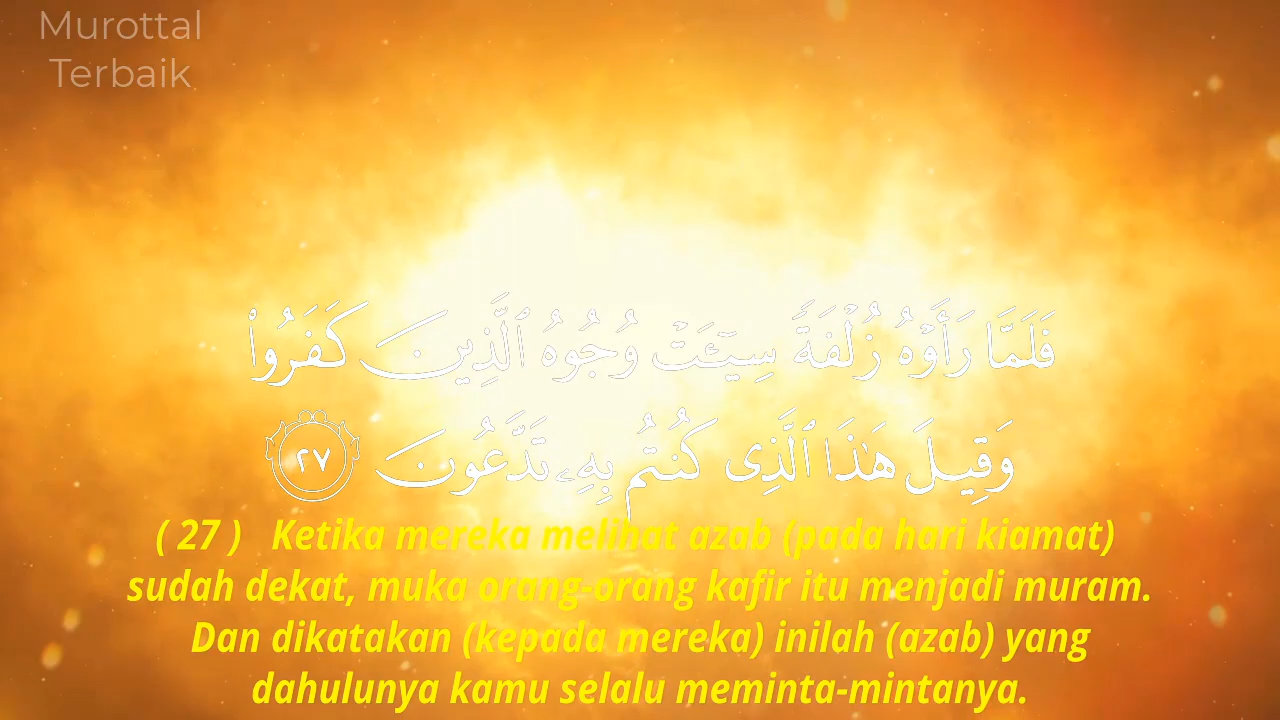 Murottal
Terbaik
فَلَمَّا رَأَوْهُ زُلْفَةً سِيٓـَٔتْ وُجُوهُ ٱلَّذِينَ كَفَرُوا۟
وَقِيلَ هَٰذَا ٱلَّذِى كُنتُم بِهِۦ تَدَّعُونَ ٢٧
( 27 ) Ketika mereka melihat azab (pada hari kiamat)
sudah dekat, muka orang-orang kafir itu menjadi muram.
Dan dikatakan (kepada mereka) inilah (azab) yang
dahulunya kamu selalu meminta-mintanya.